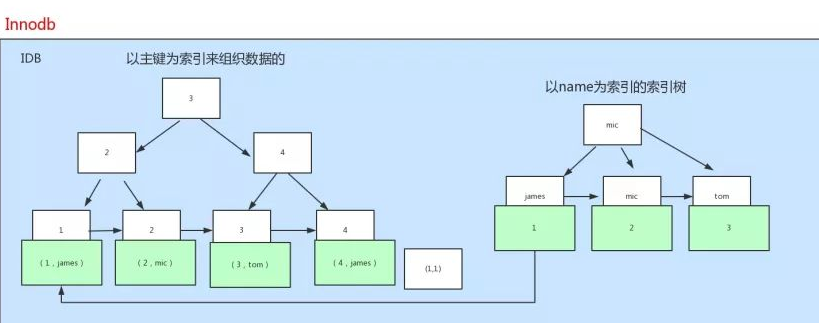 Innodb
IDB
以主键为索引来组织数据的
以name为索引的索引树
3
mic
2
4
james
mic
tom
1
2
3
1
2
3
4
(1, james)
(2, mic)
(3, tom)
(4, james)
(1,1)